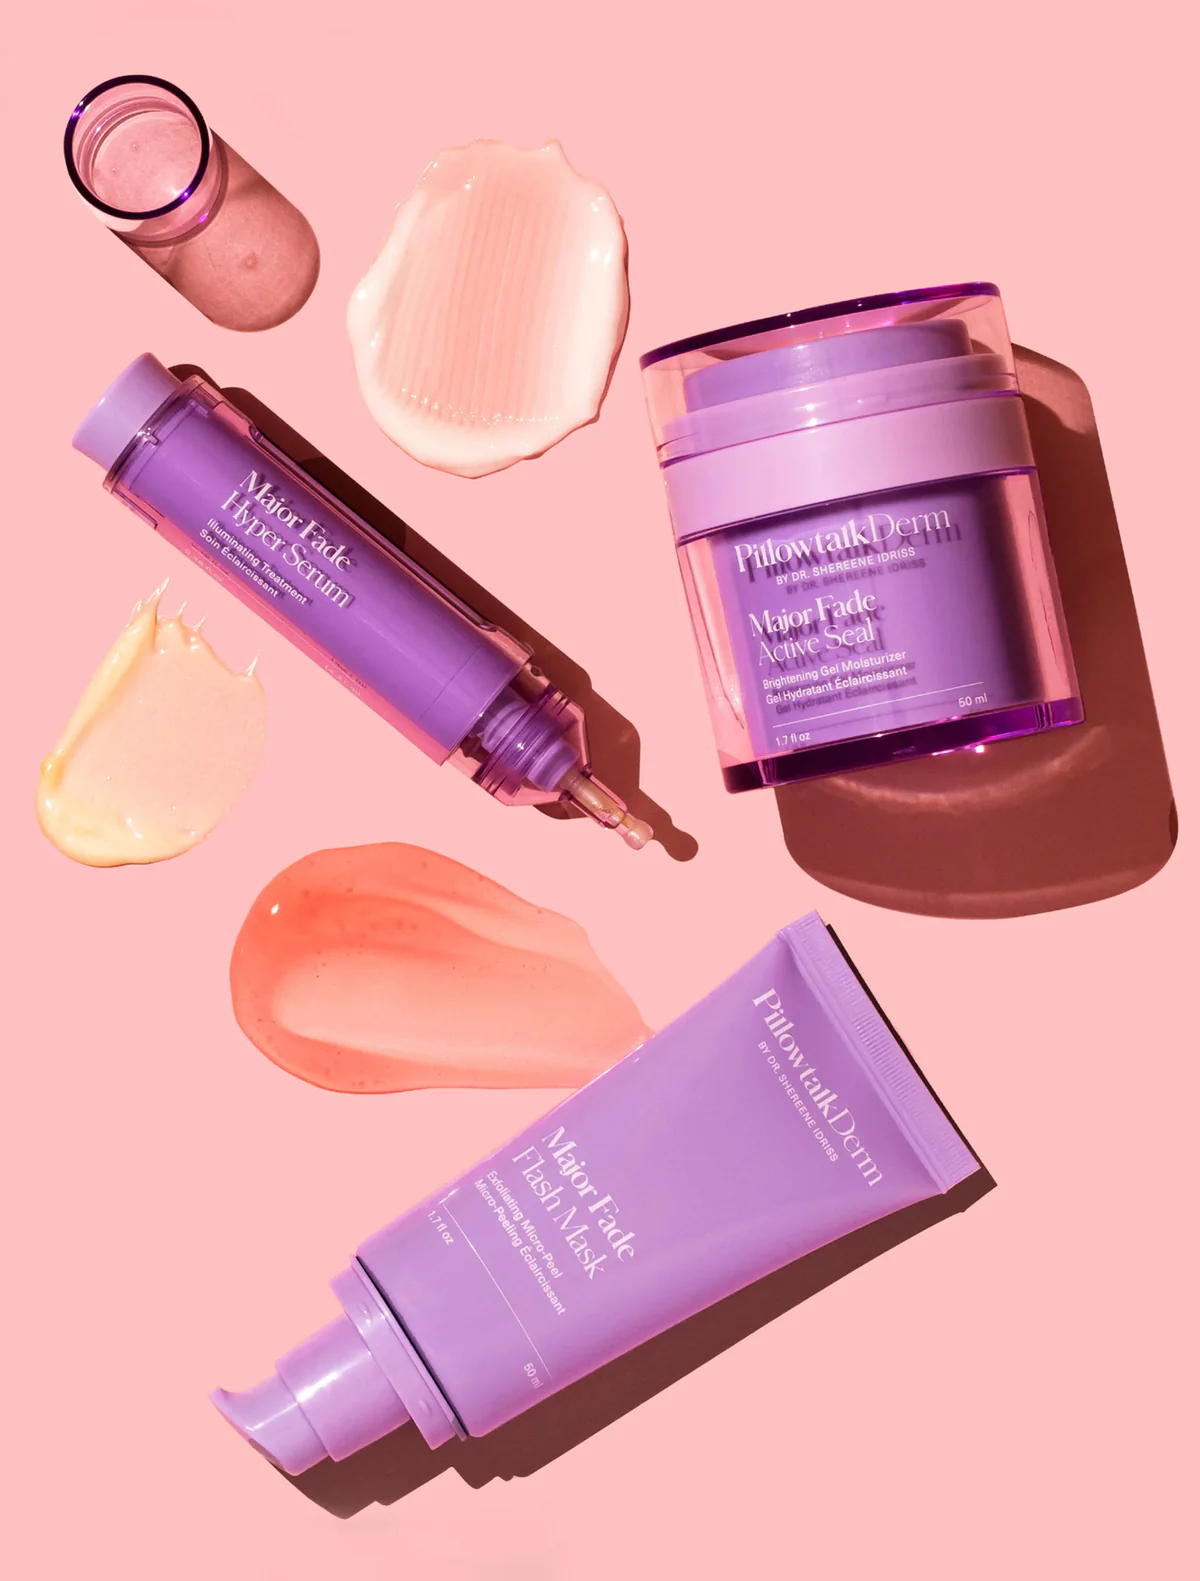 Major Fade
Hyper Serum
Illuminating Treatment
Soin Éclaircissant
PillowtalkDerm
BY DR. SHEREENE IDRISS
Major Fade
Active Seal
Brightening Gel Moisturizer
Gel Hydratant Éclaircissant
1.7 fl oz
50 ml
PillowtalkDerm
BY DR. SHEREENE IDRISS
Major Fade
Flash Mask
Exfoliating Micro-Peel
Micro-Peeling Éclaircissant
1.7 fl oz
50 ml